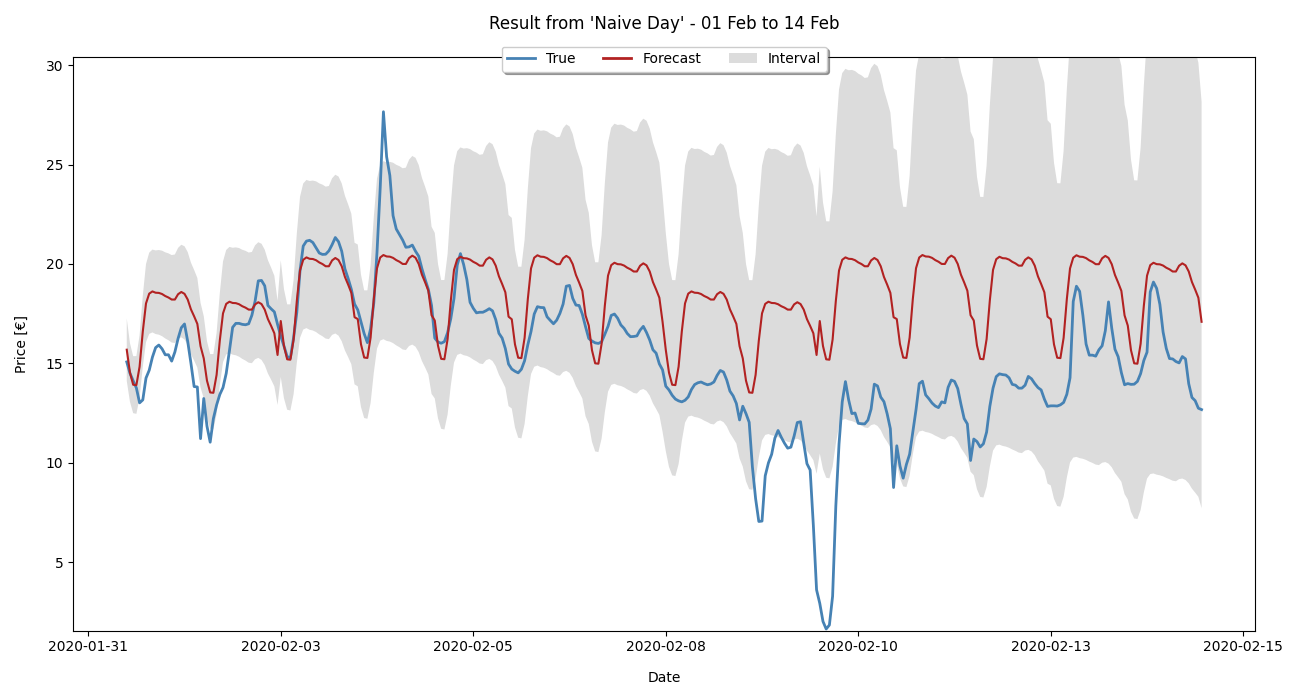 Result from 'Naive Day' - 01 Feb to 14 Feb
True Forecast Interval
30
25
20
15
10
5
Price [€]
2020-01-31 2020-02-03 2020-02-05 2020-02-08 2020-02-10 2020-02-13 2020-02-15
Date